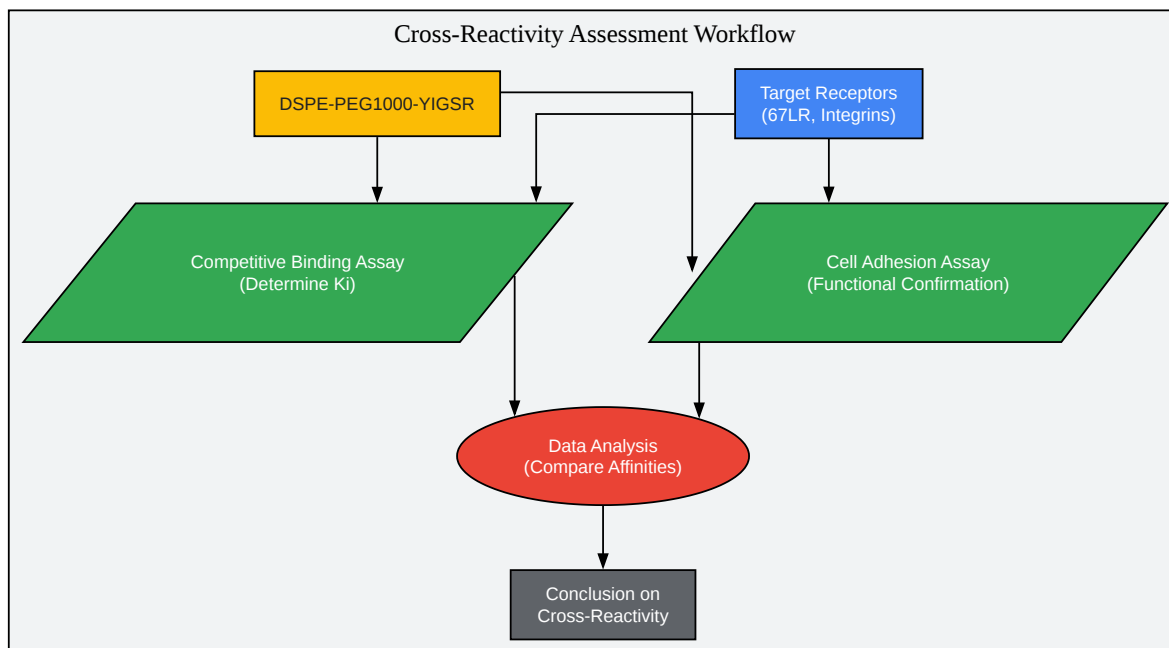 Cross-Reactivity Assessment Workflow
DSPE-PEG1000-YIGSR
Target Receptors
(67LR, Integrins)
Competitive Binding Assay
(Determine Ki)
Cell Adhesion Assay
(Functional Confirmation)
Data Analysis
(Compare Affinities)
Conclusion on
Cross-Reactivity